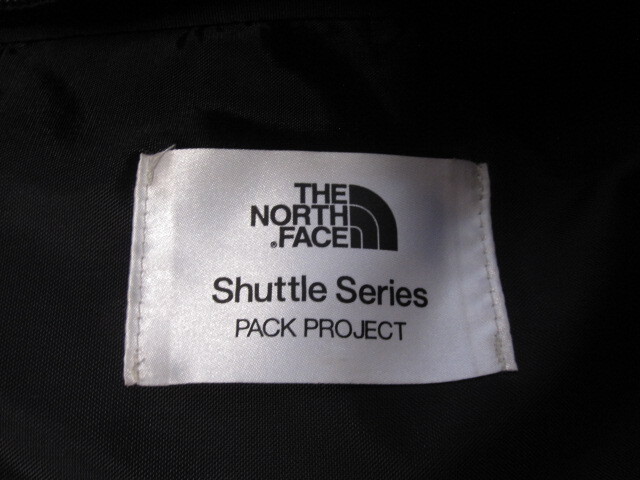 THE
NORTH
FACE
Shuttle Series
PACK PROJECT